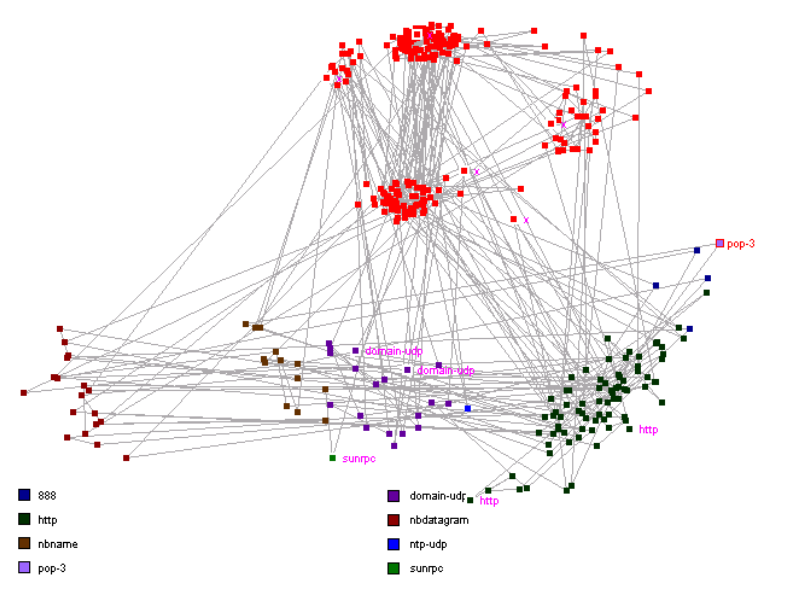 x
x
x
x
x
pop-3
domain-udp
domain-udp
http
sunrpc
http
888
domain-udp
http
nbdatagram
nbname
ntp-udp
pop-3
sunrpc